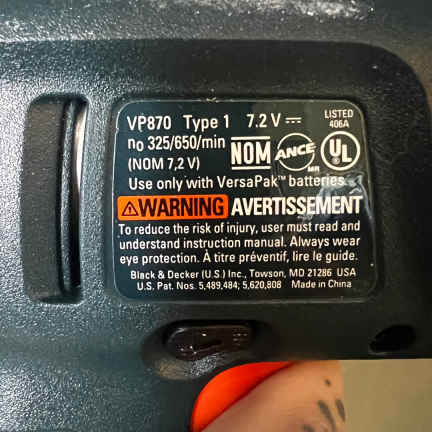 VP870 Type 1 7.2 V ⎓ LISTED 406A
no 325/650/min
(NOM 7,2 V)
NOM ANCE MR UL
Use only with VersaPak™ batteries.
⚠WARNING AVERTISSEMENT
To reduce the risk of injury, user must read and
understand instruction manual. Always wear
eye protection. À titre préventif, lire le guide.
Black & Decker (U.S.) Inc., Towson, MD 21286 USA
U.S. Pat. Nos. 5,489,484; 5,620,808 Made in China